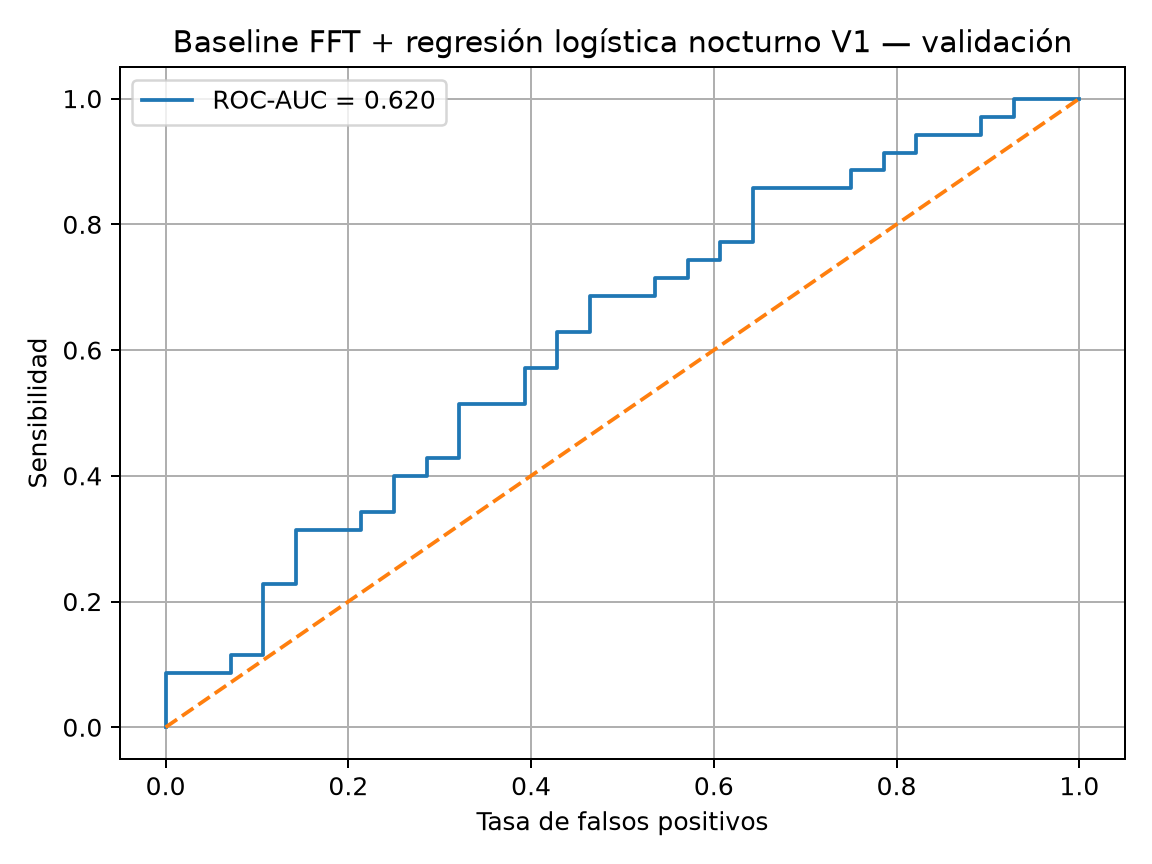 Baseline FFT + regresión logística nocturno V1 — validación
ROC-AUC = 0.620
1.0
0.8
0.6
0.4
0.2
0.0
Sensibilidad
0.0 0.2 0.4 0.6 0.8 1.0
Tasa de falsos positivos